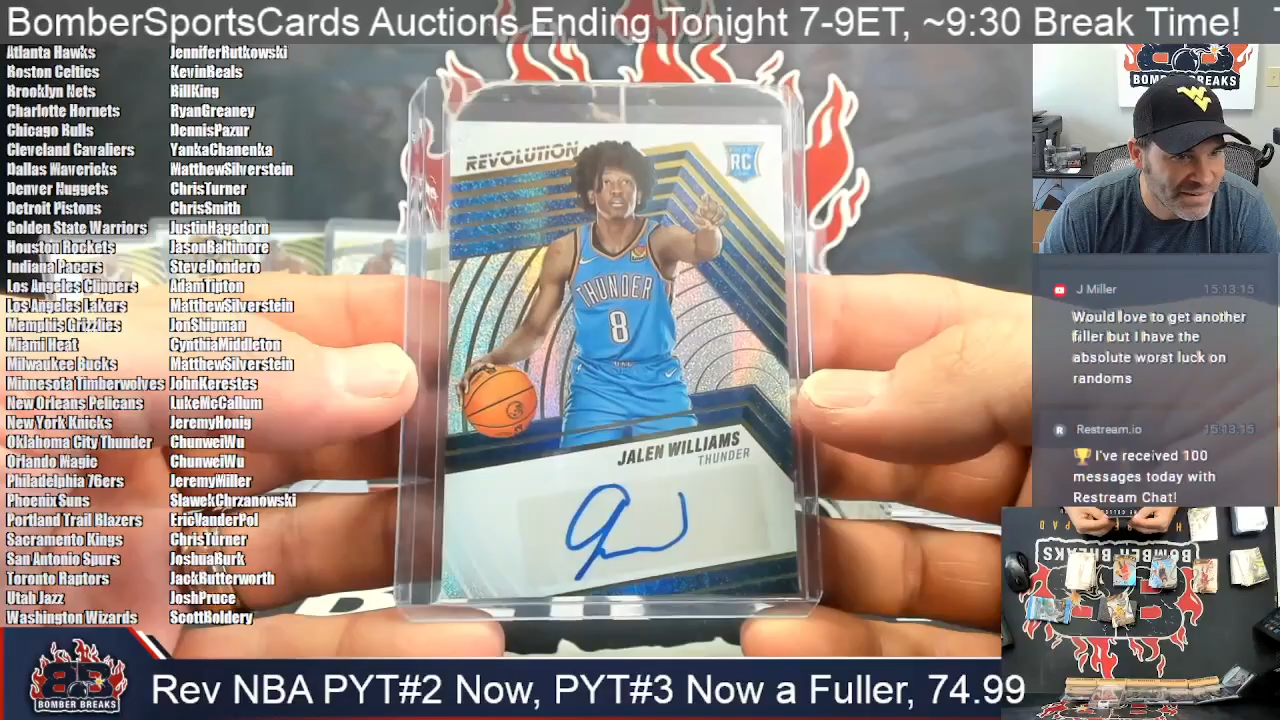 BomberSportsCards Auctions Ending Tonight 7-9ET, ~9:30 Break Time!
Atlanta Hawks JenniferRutkowski
Boston Celtics KevinBeals
Brooklyn Nets BillKing
Charlotte Hornets RyanGreaney
Chicago Bulls DennisPazur
Cleveland Cavaliers YankaChanenka
Dallas Mavericks MatthewSilverstein
Denver Nuggets ChrisTurner
Detroit Pistons ChrisSmith
Golden State Warriors JustinHagedorn
Houston Rockets JasonBaltimore
Indiana Pacers SteveDondero
Los Angeles Clippers AdamTipton
Los Angeles Lakers MatthewSilverstein
Memphis Grizzlies JonShipman
Miami Heat CynthiaMiddleton
Milwaukee Bucks MatthewSilverstein
Minnesota Timberwolves JohnKerestes
New Orleans Pelicans LukeMcCallum
New York Knicks JeremyHonig
Oklahoma City Thunder ChunweiWu
Orlando Magic ChunweiWu
Philadelphia 76ers JeremyMiller
Phoenix Suns SlawekChrzanowski
Portland Trail Blazers EricVanderPol
Sacramento Kings ChrisTurner
San Antonio Spurs JoshuaBurk
Toronto Raptors JackButterworth
Utah Jazz JoshPruce
Washington Wizards ScottBoldery
REVOLUTION
RC
THUNDER
8
JALEN WILLIAMS
THUNDER
BOMBER BREAKS
J Miller 15:13:15
Would love to get another
filler but I have the
absolute worst luck on
randoms
Restream.io 15:13:15
🏆 I've received 100
messages today with
Restream Chat!
BOMBER BREAKS
BOMBER BREAKS
Rev NBA PYT#2 Now, PYT#3 Now a Fuller, 74.99